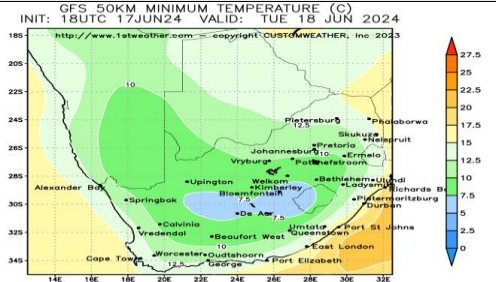 GFS 50KM MINIMUM TEMPERATURE (C)
INIT: 18UTC 17JUN24 VALID: TUE 18 JUN 2024
http://www.1stweather.com — copyright CUSTOMWEATHER, Inc 2023
18S
20S
22S
24S
26S
28S
30S
32S
34S
14E 16E 18E 20E 22E 24E 26E 28E 30E 32E
10
Pietersburg
12.5
Phalaborwa
Skukuza
Nelspruit
Pretoria
Johannesburg
10
Ermelo
Vryburg
Potchefstroom
Alexander Bay
Upington
Welkom
Bethlehem
Ulundi
Kimberley
Ladysmith
Richards B
Bloemfontein
Springbok
7.5
Pietermaritzburg
Durban
De Aar
7.5
Calvinia
Vredendal
Umtata
Port St Johns
Beaufort West
Queenstown
10
East London
Cape Town
Worcester
Oudtshoorn
12.5
George
Port Elizabeth
27.5
25
22.5
20
17.5
15
12.5
10
7.5
5
2.5
0